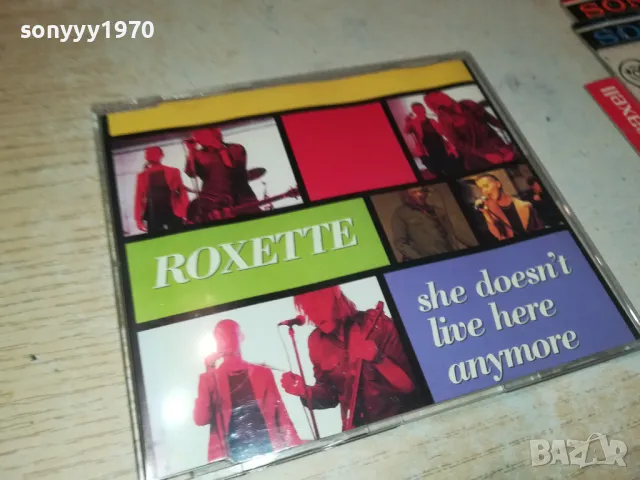 sonyyy1970
ROXETTE
she doesn't
live here
anymore
BAZAR